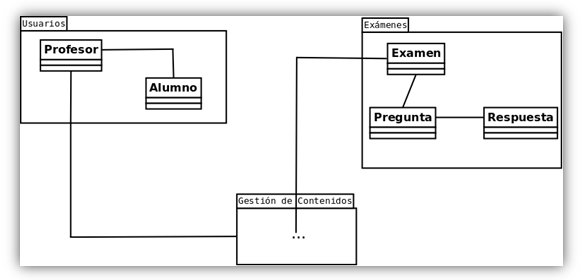 Usuarios
Profesor
Alumno
Exámenes
Examen
Pregunta
Respuesta
Gestión de Contenidos
...